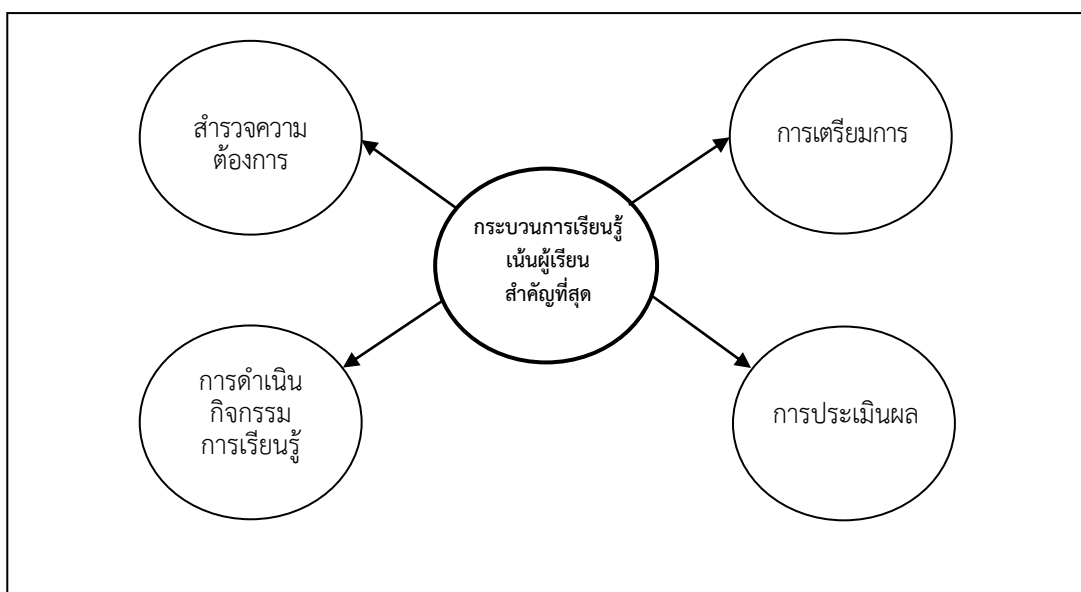 สำรวจความ
ต้องการ
การเตรียมการ
กระบวนการเรียนรู้
เน้นผู้เรียน
สำคัญที่สุด
การดำเนิน
กิจกรรม
การเรียนรู้
การประเมินผล